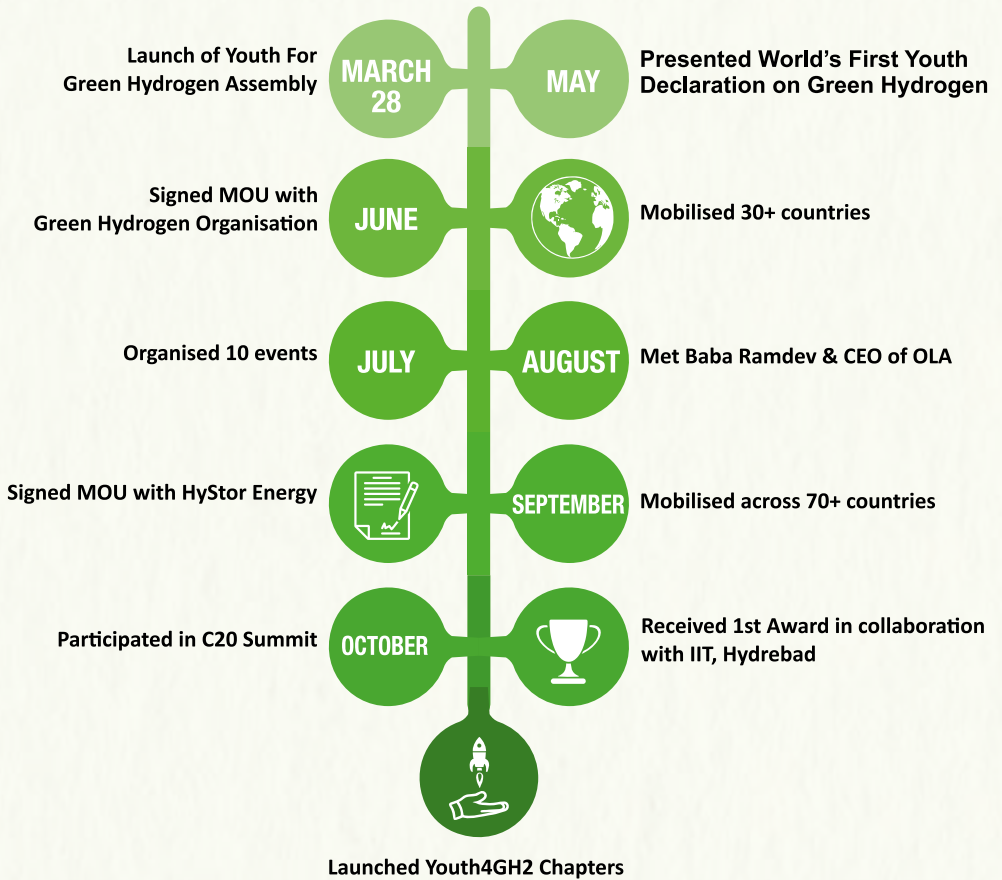 Launch of Youth For
Green Hydrogen Assembly
MARCH
28
MAY
Presented World's First Youth
Declaration on Green Hydrogen
Signed MOU with
Green Hydrogen Organisation
JUNE
Mobilised 30+ countries
Organised 10 events
JULY
AUGUST
Met Baba Ramdev & CEO of OLA
Signed MOU with HyStor Energy
SEPTEMBER
Mobilised across 70+ countries
Participated in C20 Summit
OCTOBER
Received 1st Award in collaboration
with IIT, Hydrebad
Launched Youth4GH2 Chapters